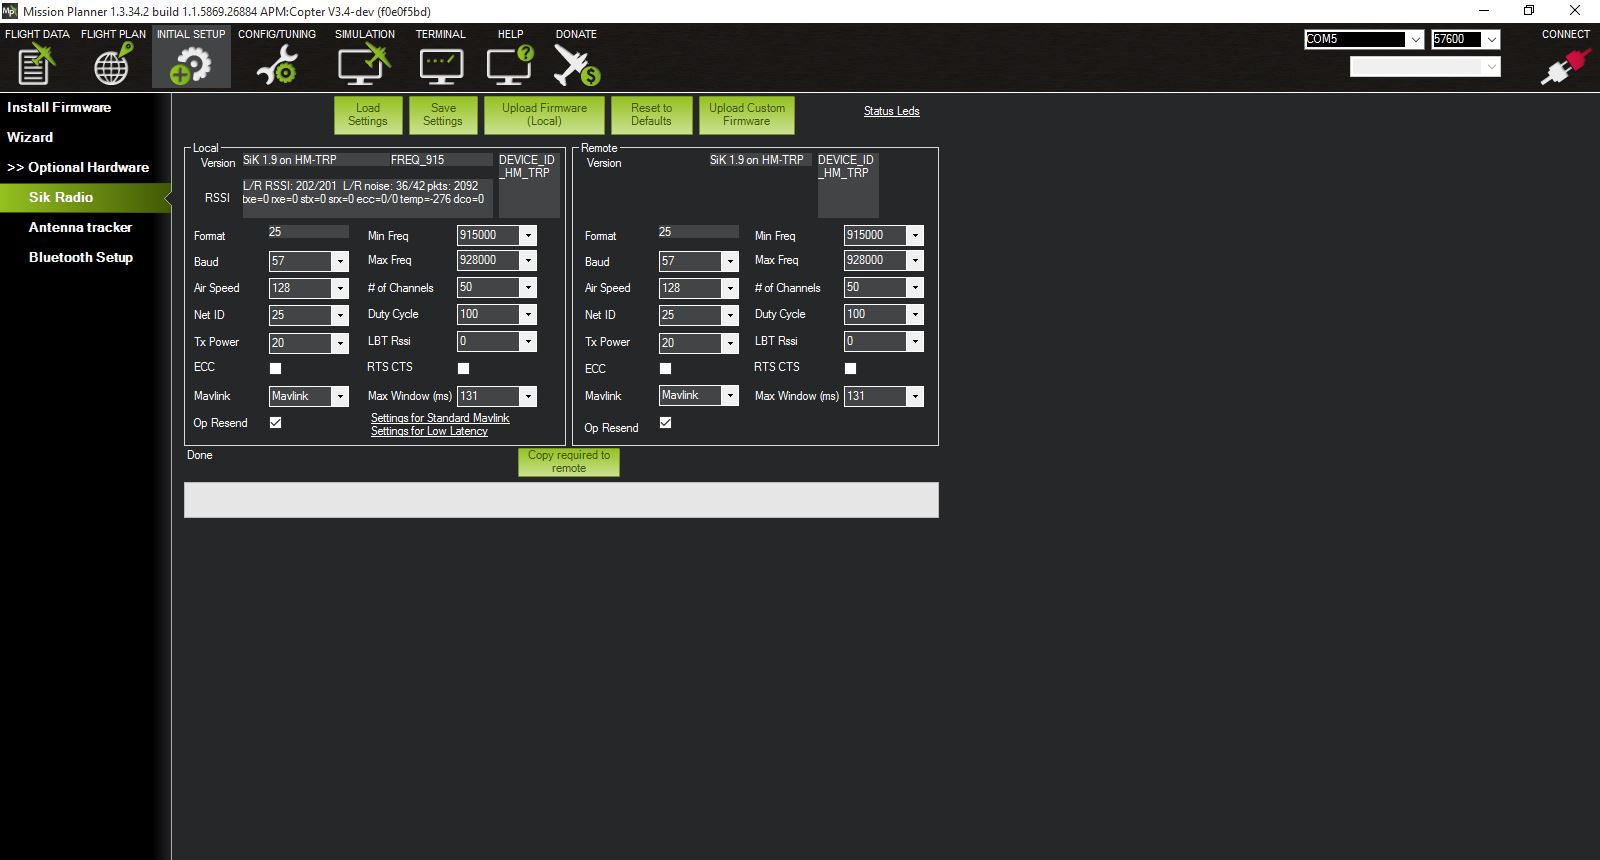 Mission Planner 1.3.34.2 build 1.1.5869.26884 APM:Copter V3.4-dev (f0e0f5bd)
FLIGHT DATA FLIGHT PLAN INITIAL SETUP CONFIG/TUNING SIMULATION TERMINAL HELP DONATE
COM5 57600 CONNECT
Install Firmware
Wizard
>> Optional Hardware
Sik Radio
Antenna tracker
Bluetooth Setup
Load Settings
Save Settings
Upload Firmware (Local)
Reset to Defaults
Upload Custom Firmware
Status Leds
Local
Version SiK 1.9 on HM-TRP FREQ_915 DEVICE_ID_HM_TRP
RSSI
L/R RSSI: 202/201 L/R noise: 36/42 pkts: 2092
txe=0 rxe=0 stx=0 srx=0 ecc=0/0 temp=-276 dco=0
Format 25 Min Freq 915000
Baud 57 Max Freq 928000
Air Speed 128 # of Channels 50
Net ID 25 Duty Cycle 100
Tx Power 20 LBT Rssi 0
ECC RTS CTS
Mavlink Mavlink Max Window (ms) 131
Op Resend
Settings for Standard Mavlink
Settings for Low Latency
Remote
Version SiK 1.9 on HM-TRP DEVICE_ID_HM_TRP
Format 25 Min Freq 915000
Baud 57 Max Freq 928000
Air Speed 128 # of Channels 50
Net ID 25 Duty Cycle 100
Tx Power 20 LBT Rssi 0
ECC RTS CTS
Mavlink Mavlink Max Window (ms) 131
Op Resend
Done
Copy required to remote